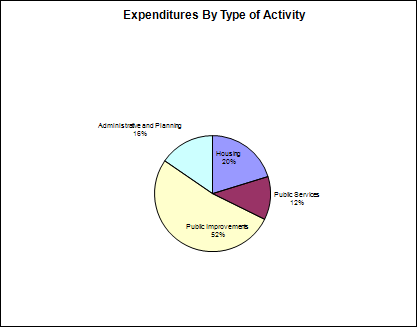 Expenditures By Type of Activity
Administrative and Planning
16%
Housing
20%
Public Services
12%
Public Improvements
52%